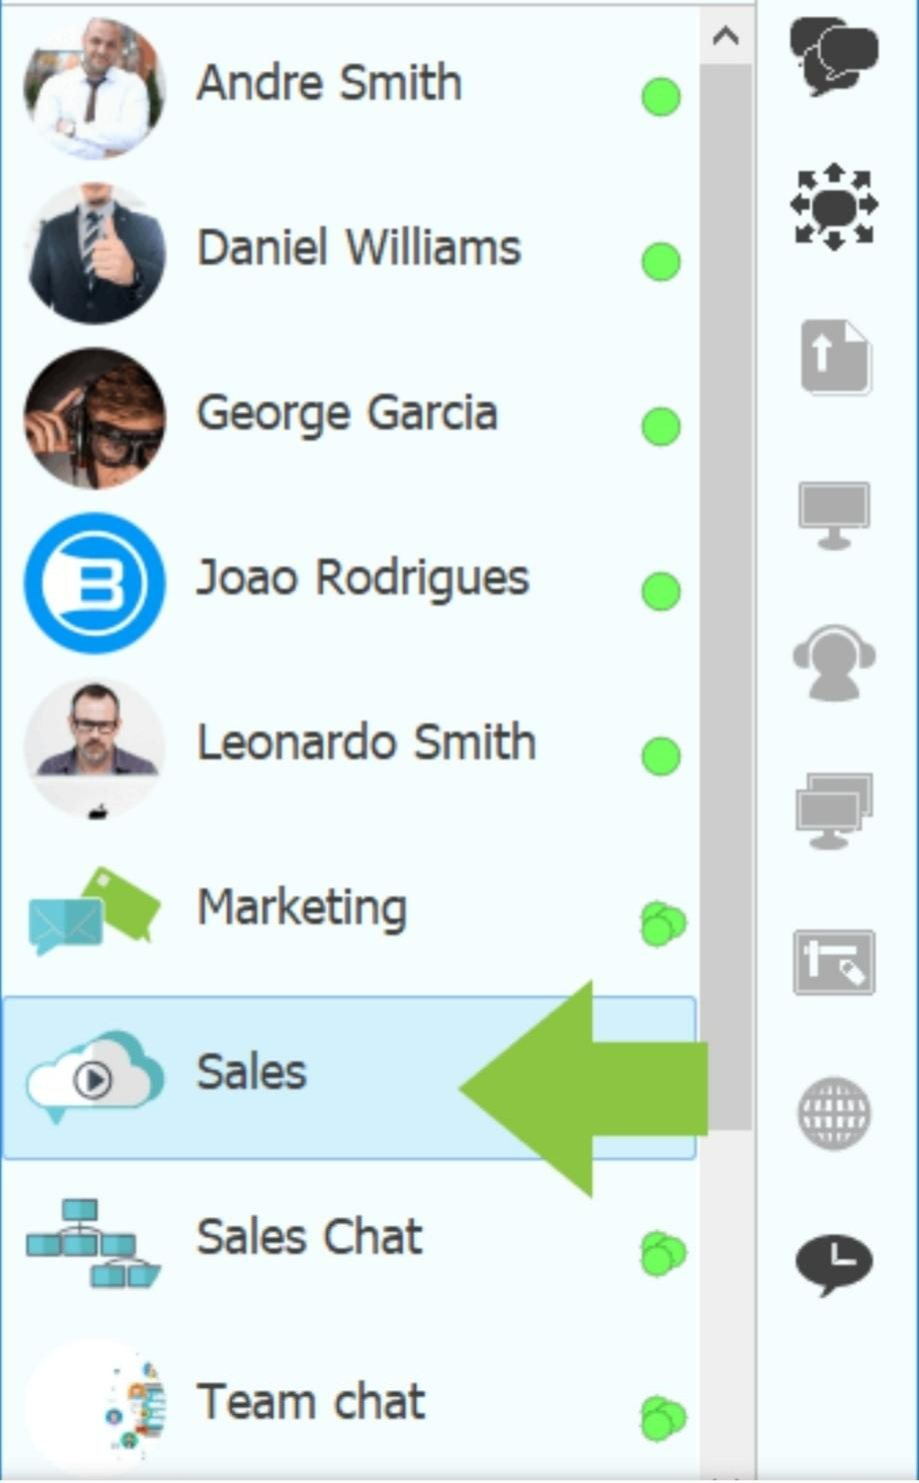 Andre Smith
Daniel Williams
George Garcia
B
Joao Rodrigues
Leonardo Smith
Marketing
Sales
Sales Chat
Team chat